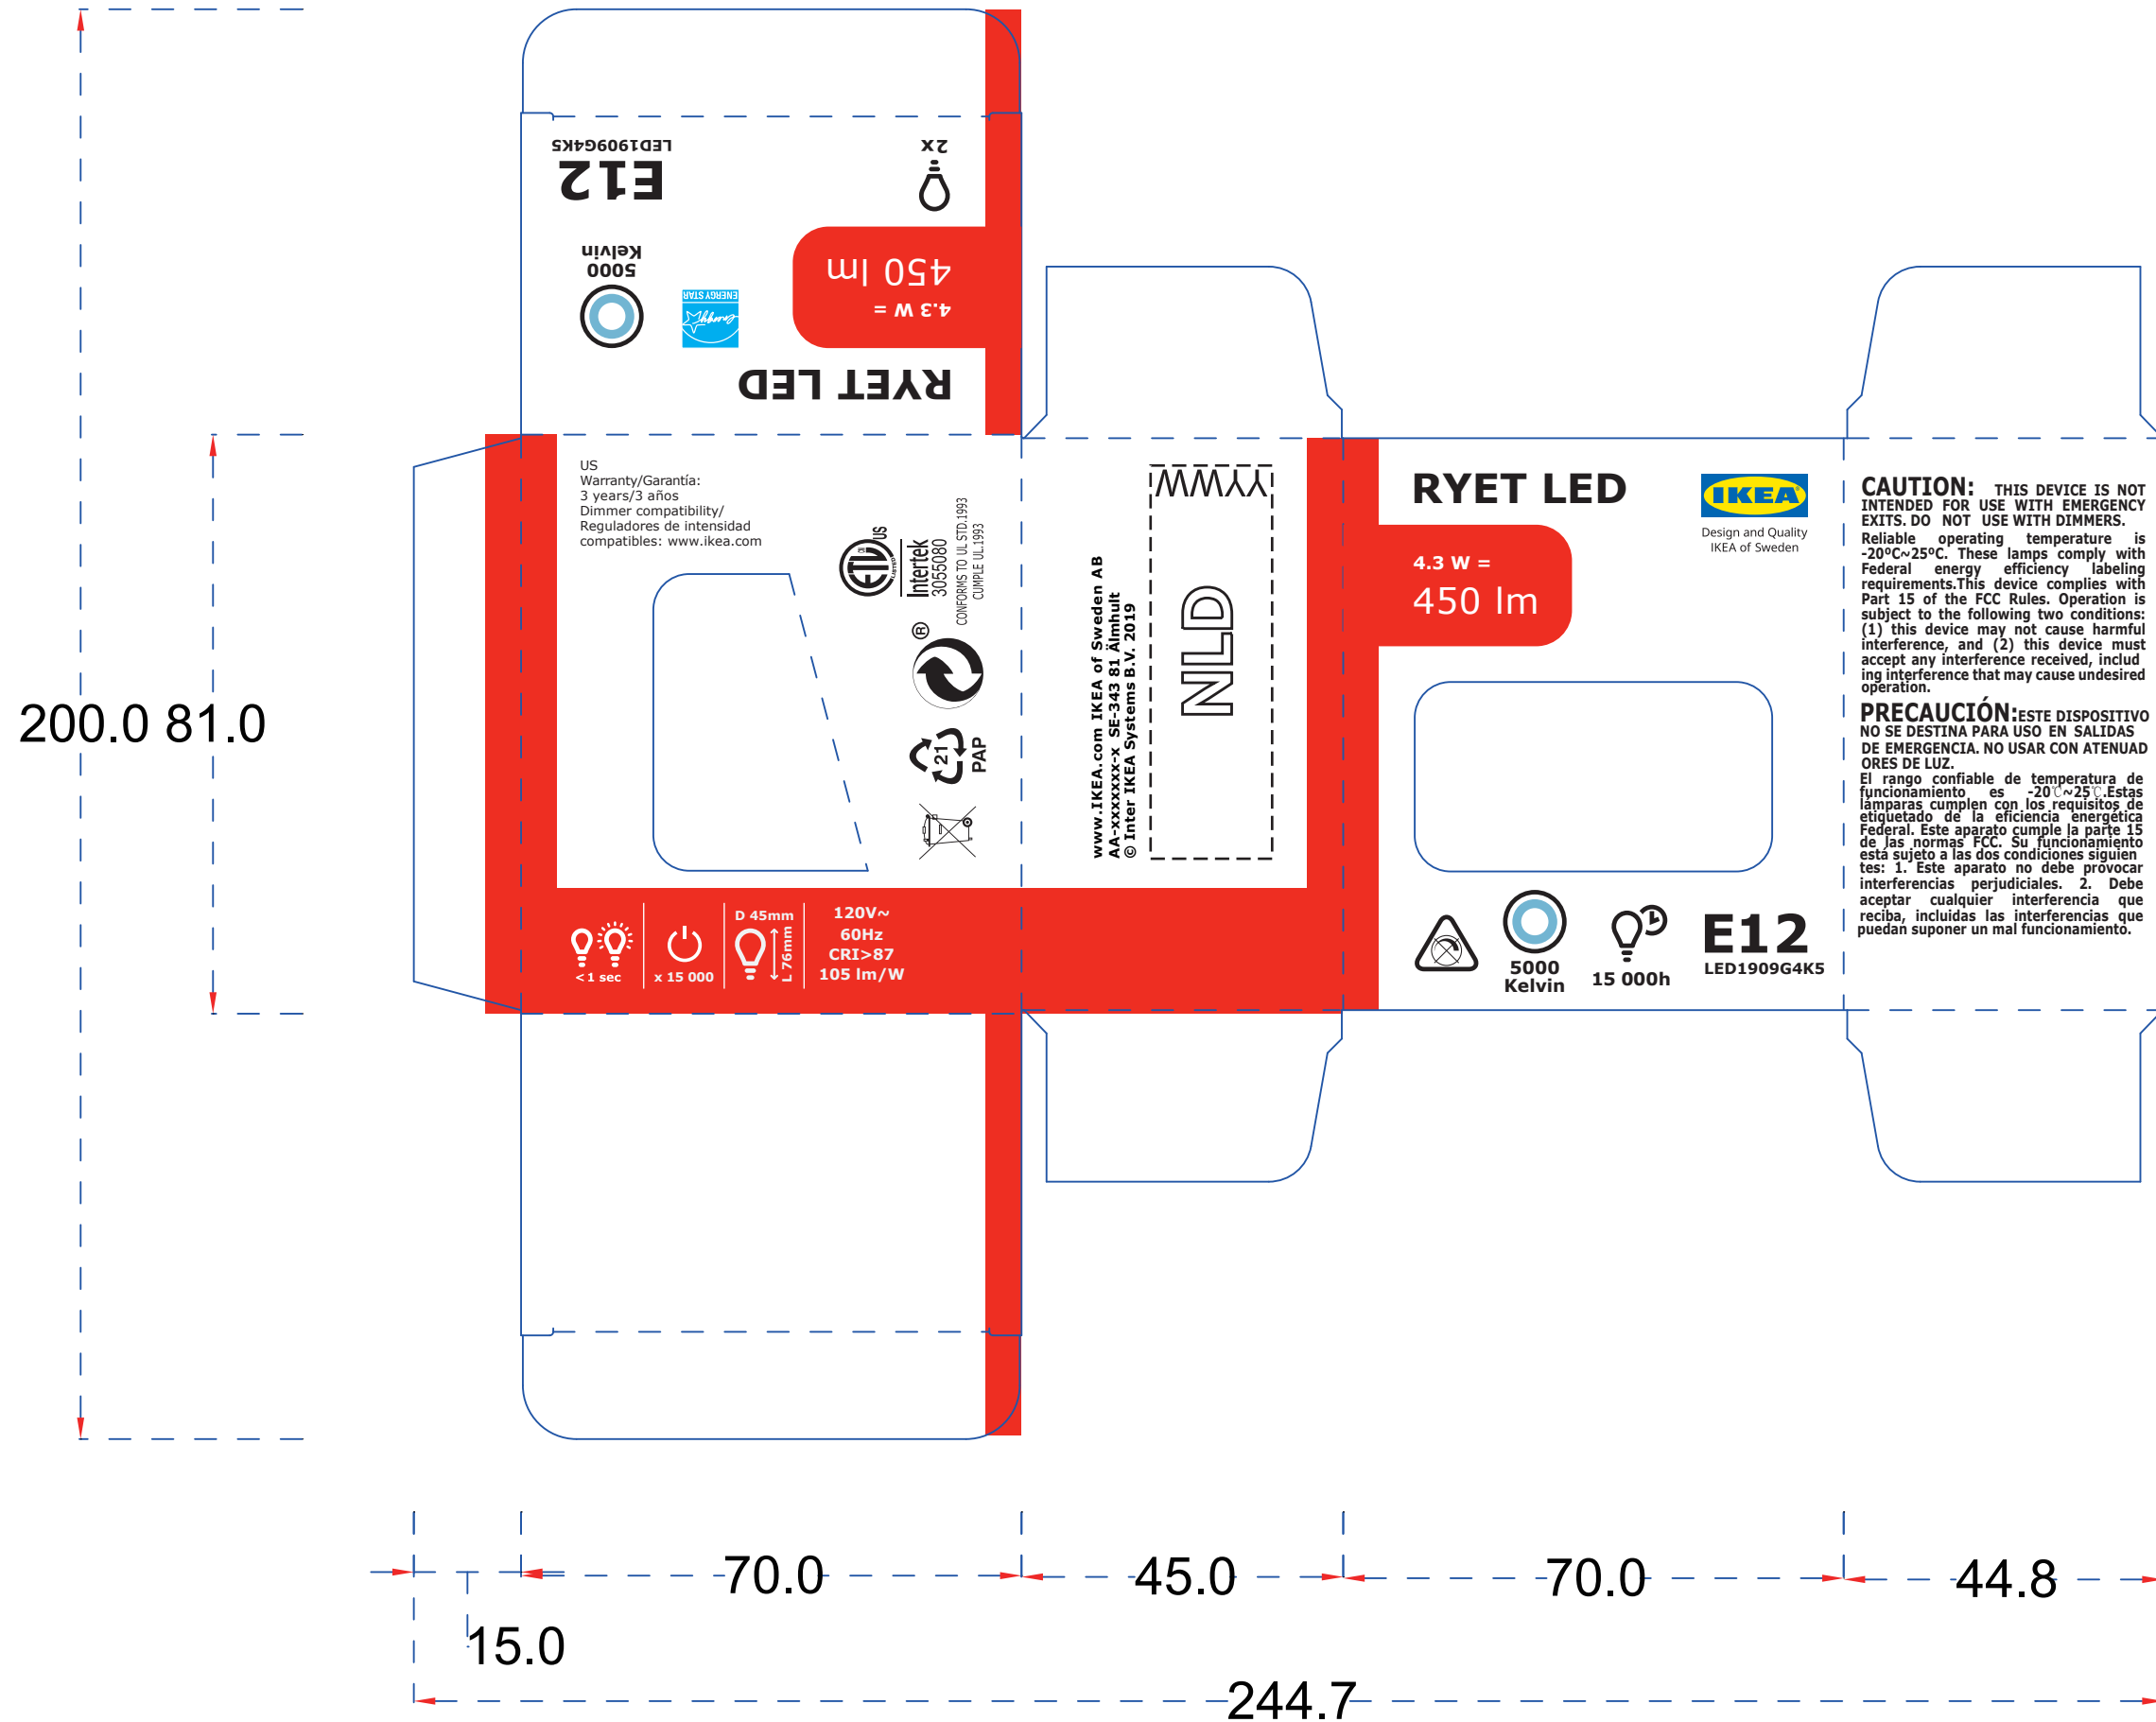 2x
E12
LED1909G4K5
5000
Kelvin
ENERGY STAR
4.3 W =
450 lm
RYET LED
US
Warranty/Garantía:
3 years/3 años
Dimmer compatibility/
Reguladores de intensidad
compatibles: www.ikea.com
ETL
US
Intertek
3055080
CONFORMS TO UL STD.1993
CUMPLE UL.1993
®
21
PAP
<1 sec
x 15 000
D 45mm
L 76mm
120V~
60Hz
CRI>87
105 lm/W
www.IKEA.com IKEA of Sweden AB
AA-xxxxxxx-x SE-343 81 Älmhult
© Inter IKEA Systems B.V. 2019
YYWW
NLD
RYET LED
IKEA®
Design and Quality
IKEA of Sweden
4.3 W =
450 lm
5000
Kelvin
15 000h
E12
LED1909G4K5
CAUTION: THIS DEVICE IS NOT
INTENDED FOR USE WITH EMERGENCY
EXITS. DO NOT USE WITH DIMMERS.
Reliable operating temperature is
-20ºC~25ºC. These lamps comply with
Federal energy efficiency labeling
requirements.This device complies with
Part 15 of the FCC Rules. Operation is
subject to the following two conditions:
(1) this device may not cause harmful
interference, and (2) this device must
accept any interference received, includ
ing interference that may cause undesired
operation.
PRECAUCIÓN:ESTE DISPOSITIVO
NO SE DESTINA PARA USO EN SALIDAS
DE EMERGENCIA. NO USAR CON ATENUAD
ORES DE LUZ.
El rango confiable de temperatura de
funcionamiento es -20℃~25℃.Estas
lámparas cumplen con los requisitos de
etiquetado de la eficiencia energética
Federal. Este aparato cumple la parte 15
de las normas FCC. Su funcionamiento
está sujeto a las dos condiciones siguien
tes: 1. Este aparato no debe provocar
interferencias perjudiciales. 2. Debe
aceptar cualquier interferencia que
reciba, incluidas las interferencias que
puedan suponer un mal funcionamiento.
200.0 81.0
70.0
45.0
70.0
44.8
15.0
244.7